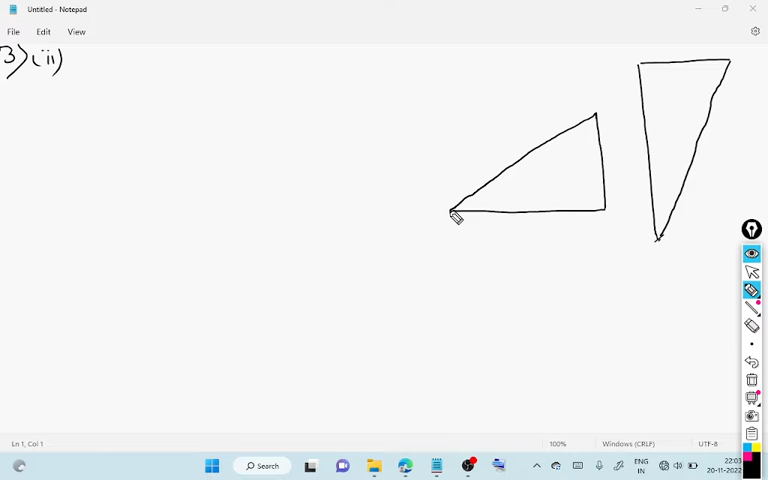 Untitled - Notepad
File Edit View
3) (ii)
Ln 1, Col 1 100% Windows (CRLF) UTF-8
Search
ENG
IN
22:03
20-11-2022